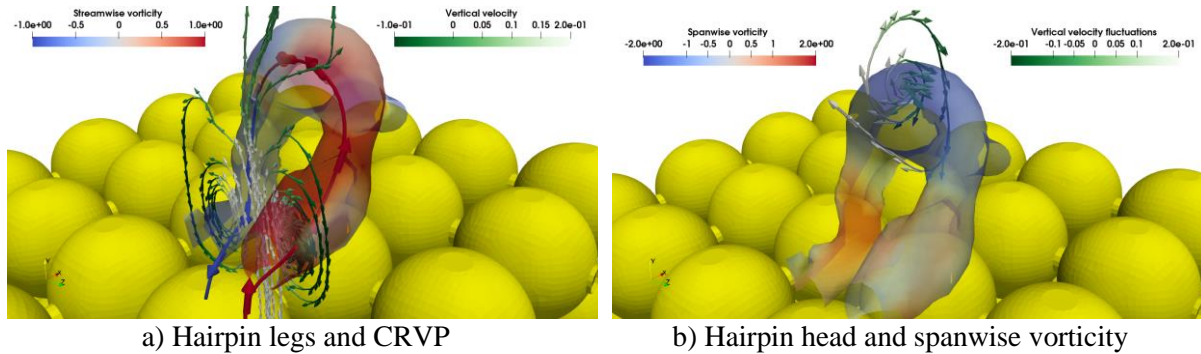 Streamwise vorticity
-1.0e+00 -0.5 0 0.5 1.0e+00
Vertical velocity
-1.0e-01 0 0.05 0.1 0.15 2.0e-01
Y X
Z
a) Hairpin legs and CRVP
Spanwise vorticity
-2.0e+00 -1 -0.5 0 0.5 1 2.0e+00
Vertical velocity fluctuations
-2.0e-01 -0.1 -0.05 0 0.05 0.1 2.0e-01
Y X
Z
b) Hairpin head and spanwise vorticity